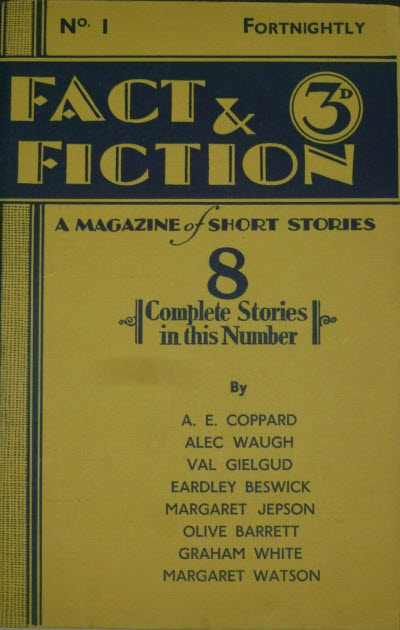 No. 1 FORTNIGHTLY
FACT & 3D
FICTION
A MAGAZINE of SHORT STORIES
8
Complete Stories
in this Number
By
A. E. COPPARD
ALEC WAUGH
VAL GIELGUD
EARDLEY BESWICK
MARGARET JEPSON
OLIVE BARRETT
GRAHAM WHITE
MARGARET WATSON